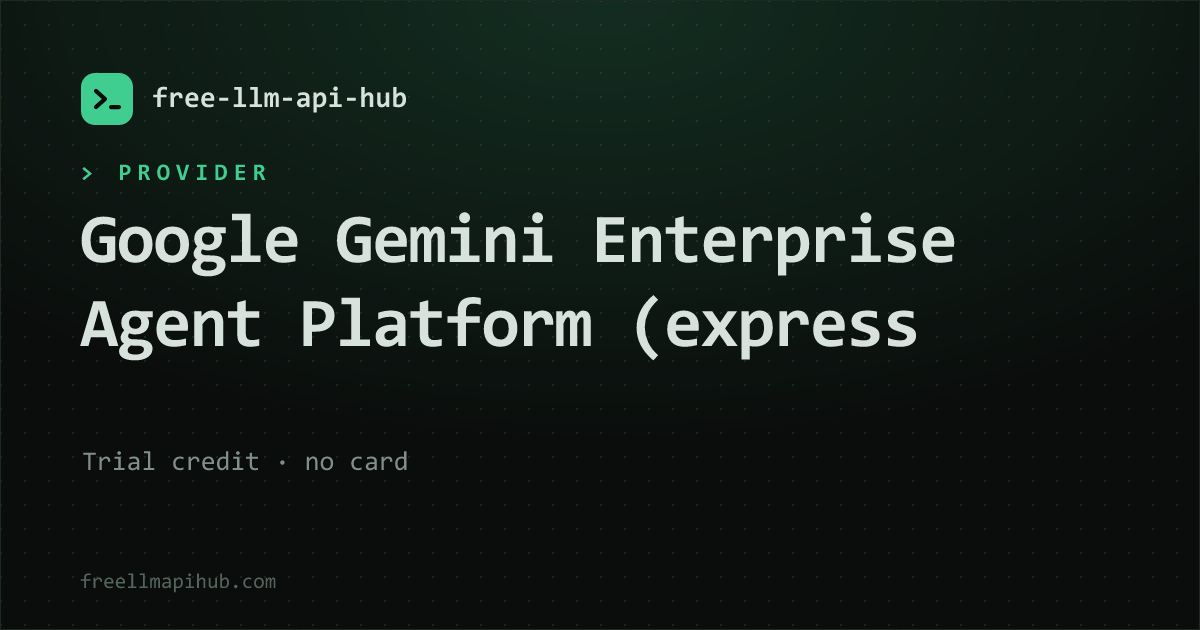 free-llm-api-hub
> PROVIDER
Google Gemini Enterprise
Agent Platform (express
Trial credit · no card
freellmapihub.com